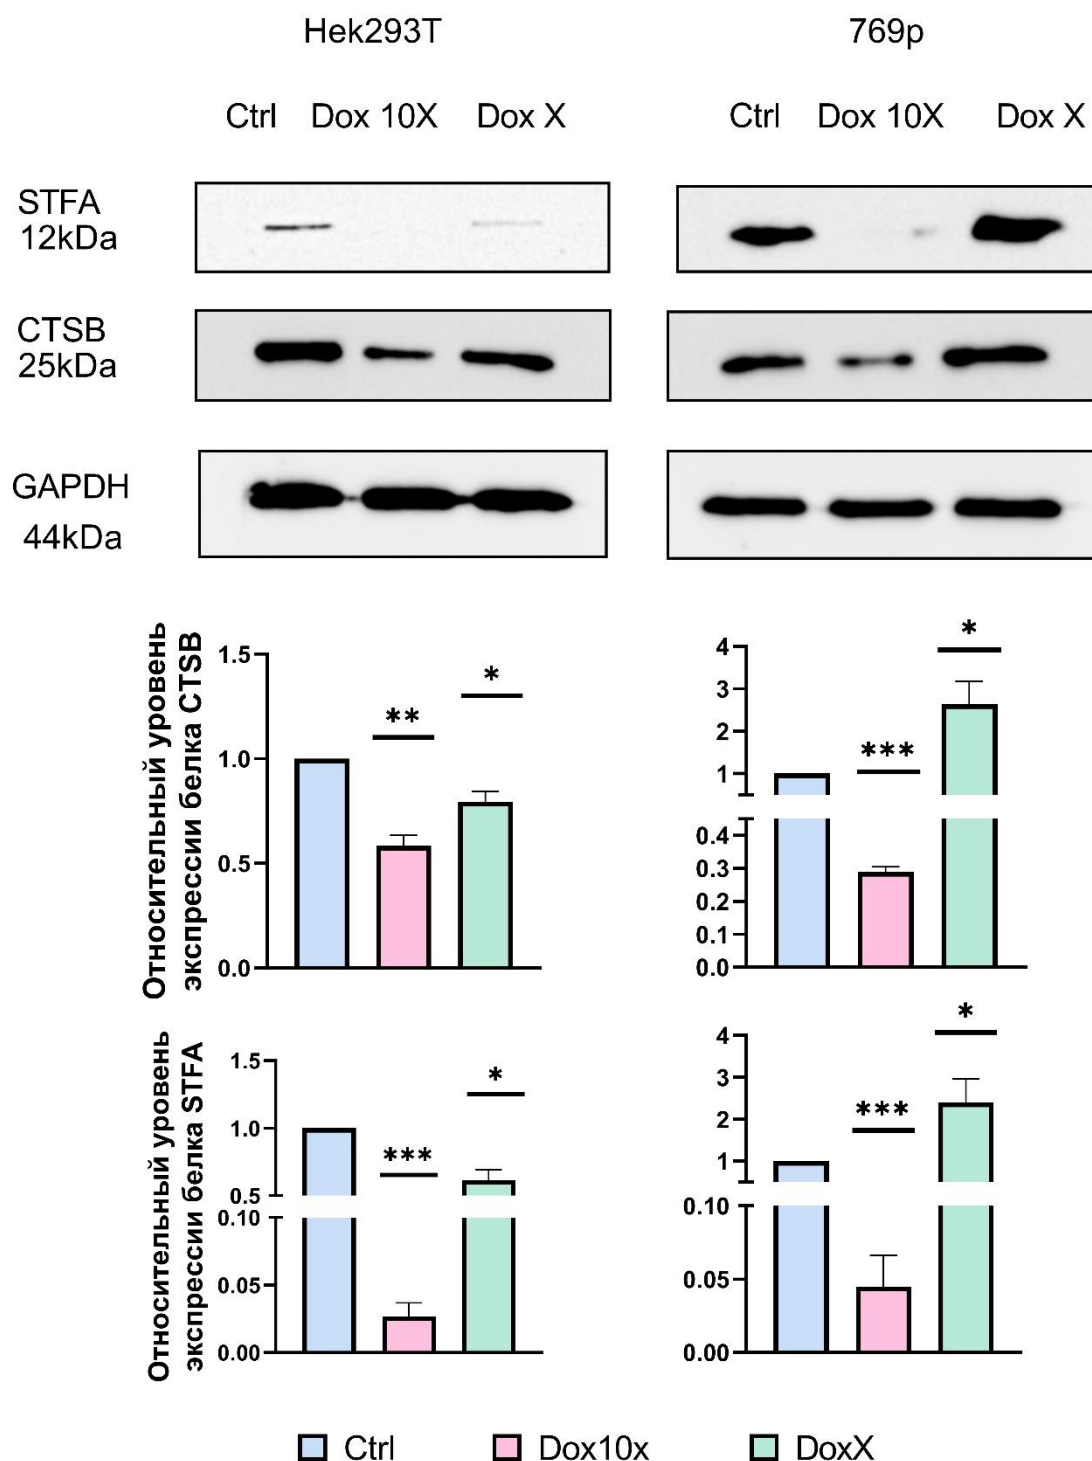 Hek293T 769p
Ctrl Dox 10X Dox X Ctrl Dox 10X Dox X
STFA
12kDa
CTSB
25kDa
GAPDH
44kDa
Относительный уровень
экспрессии белка CTSB
1.5
1.0
0.5
0.0
**
*
4
3
2
1
0.4
0.3
0.2
0.1
0.0
***
*
Относительный уровень
экспрессии белка STFA
1.5
1.0
0.5
0.10
0.05
0.00
***
*
4
3
2
1
0.10
0.05
0.00
***
*
Ctrl Dox10x DoxX